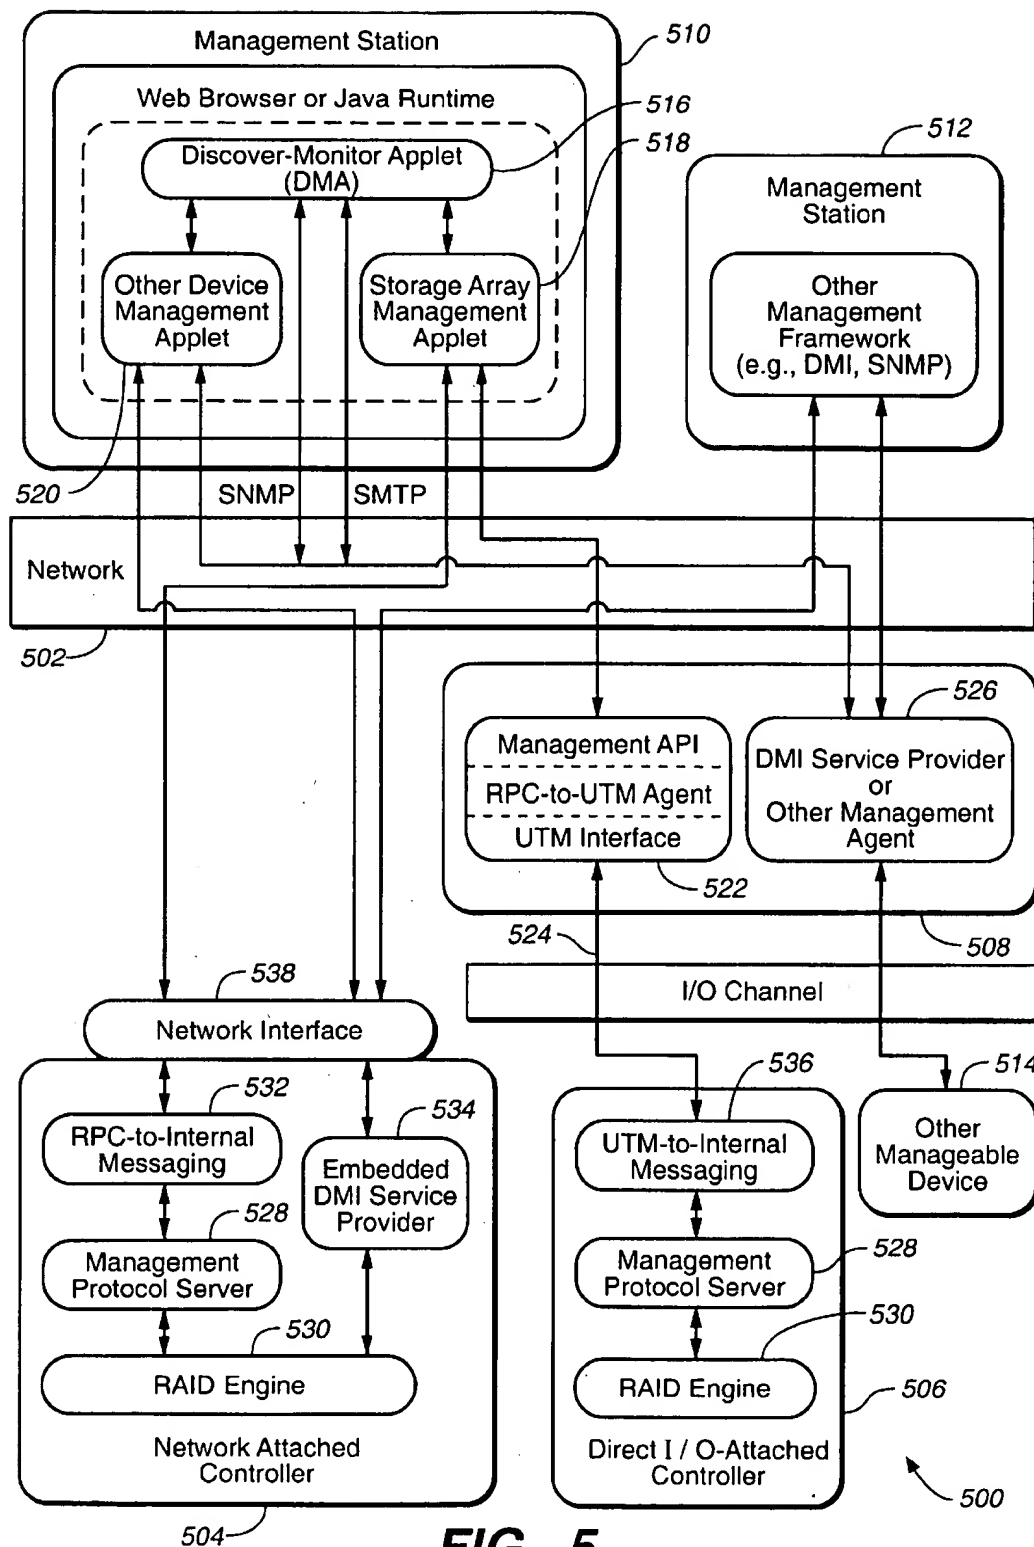 Management Station
510
Web Browser or Java Runtime
516
Discover-Monitor Applet
(DMA)
518
512
Management
Station
Other Device
Management
Applet
Storage Array
Management
Applet
Other
Management
Framework
(e.g., DMI, SNMP)
520
SNMP
SMTP
Network
502
526
Management API
RPC-to-UTM Agent
UTM Interface
DMI Service Provider
or
Other Management
Agent
522
524
508
538
I/O Channel
Network Interface
532
534
536
514
RPC-to-Internal
Messaging
Embedded
DMI Service
Provider
UTM-to-Internal
Messaging
Other
Manageable
Device
528
Management
Protocol Server
Management
Protocol Server
528
530
RAID Engine
530
RAID Engine
506
Network Attached
Controller
Direct I / O-Attached
Controller
500
504
FIG._5